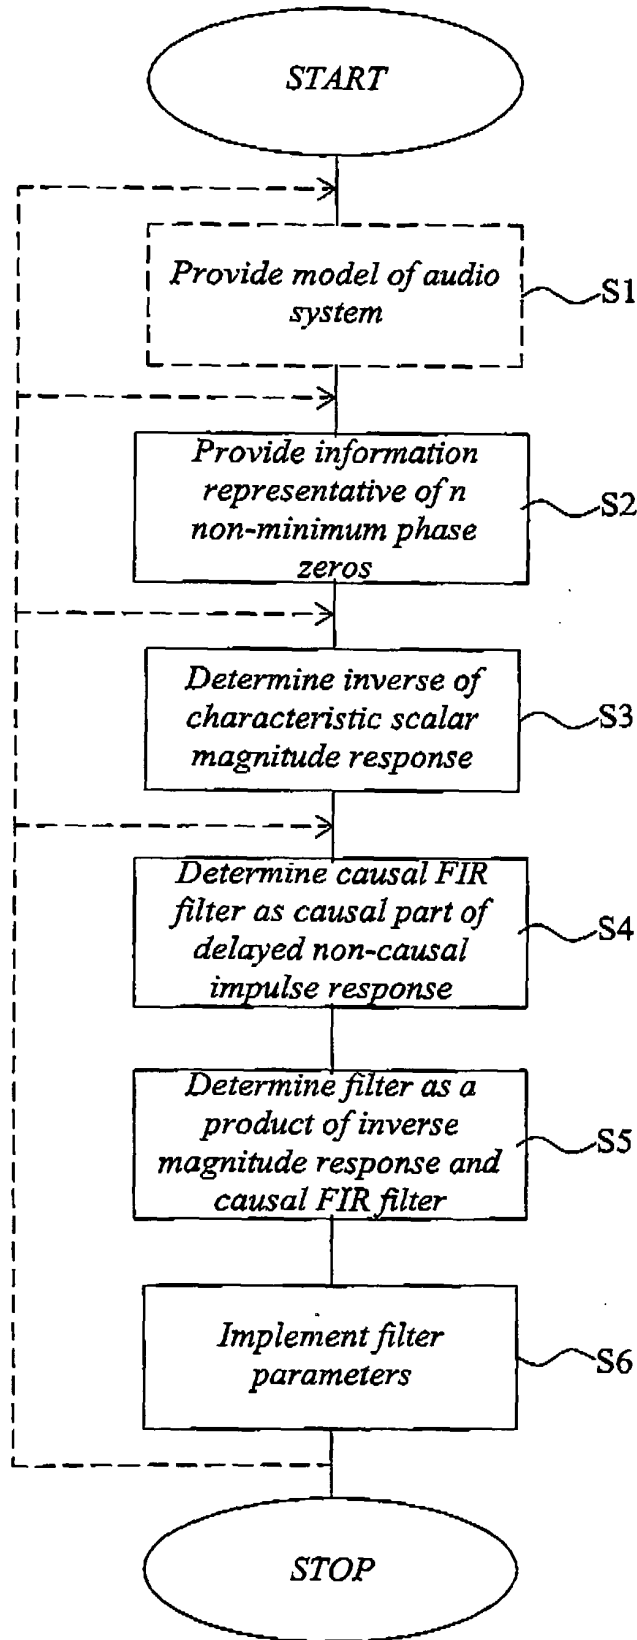 START
Provide model of audio
system
S1
Provide information
representative of n
non-minimum phase
zeros
S2
Determine inverse of
characteristic scalar
magnitude response
S3
Determine causal FIR
filter as causal part of
delayed non-causal
impulse response
S4
Determine filter as a
product of inverse
magnitude response and
causal FIR filter
S5
Implement filter
parameters
S6
STOP